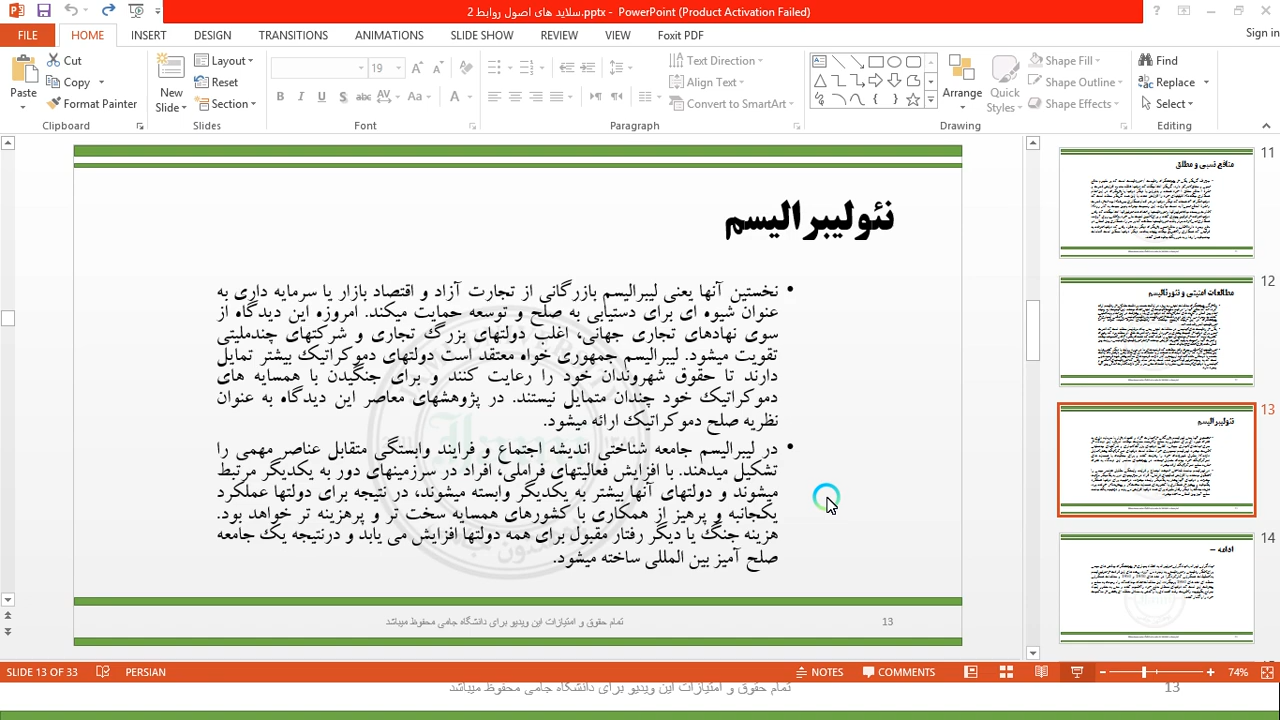 سلاید های اصول روابط 2.pptx - PowerPoint (Product Activation Failed)
Sign in
FILE
HOME
INSERT
DESIGN
TRANSITIONS
ANIMATIONS
SLIDE SHOW
REVIEW
VIEW
Foxit PDF
Paste
Cut
Copy
Format Painter
Clipboard
New Slide
Layout
Reset
Section
Slides
19
Font
Text Direction
Align Text
Convert to SmartArt
Paragraph
Arrange
Quick Styles
Shape Fill
Shape Outline
Shape Effects
Drawing
Find
Replace
Select
Editing
نئولیبرالیسم
• نخستین آنها یعنی لیبرالیسم بازرگانی از تجارت آزاد و اقتصاد بازار یا سرمایه داری به
عنوان شیوه ای برای دستیابی به صلح و توسعه حمایت میکند. امروزه این دیدگاه از
سوی نهادهای تجاری جهانی، اغلب دولتهای بزرگ تجاری و شرکتهای چندملیتی
تقویت میشود. لیبرالیسم جمهوری خواه معتقد است دولتهای دموکراتیک بیشتر تمایل
دارند تا حقوق شهروندان خود را رعایت کنند و برای جنگیدن با همسایه های
دموکراتیک خود چندان متمایل نیستند. در پژوهشهای معاصر این دیدگاه به عنوان
نظریه صلح دموکراتیک ارائه میشود.
• در لیبرالیسم جامعه شناختی اندیشه اجتماع و فرایند وابستگی متقابل عناصر مهمی را
تشکیل میدهند. با افزایش فعالیتهای فراملی، افراد در سرزمینهای دور به یکدیگر مرتبط
میشوند و دولتهای آنها بیشتر به یکدیگر وابسته میشوند، در نتیجه برای دولتها عملکرد
یکجانبه و پرهیز از همکاری با کشورهای همسایه سخت تر و پرهزینه تر خواهد بود.
هزینه جنگ یا دیگر رفتار مقبول برای همه دولتها افزایش می یابد و درنتیجه یک جامعه
صلح آمیز بین المللی ساخته میشود.
تمام حقوق و امتیازات این ویدیو برای دانشگاه جامی محفوظ میباشد
13
11
منافع نسبی و مطلق
12
مطالعات امنیتی و نئورئالیسم
13
نئولیبرالیسم
14
ادامه –
SLIDE 13 OF 33
PERSIAN
NOTES
COMMENTS
74%
تمام حقوق و امتیازات این ویدیو برای دانشگاه جامی محفوظ میباشد
13